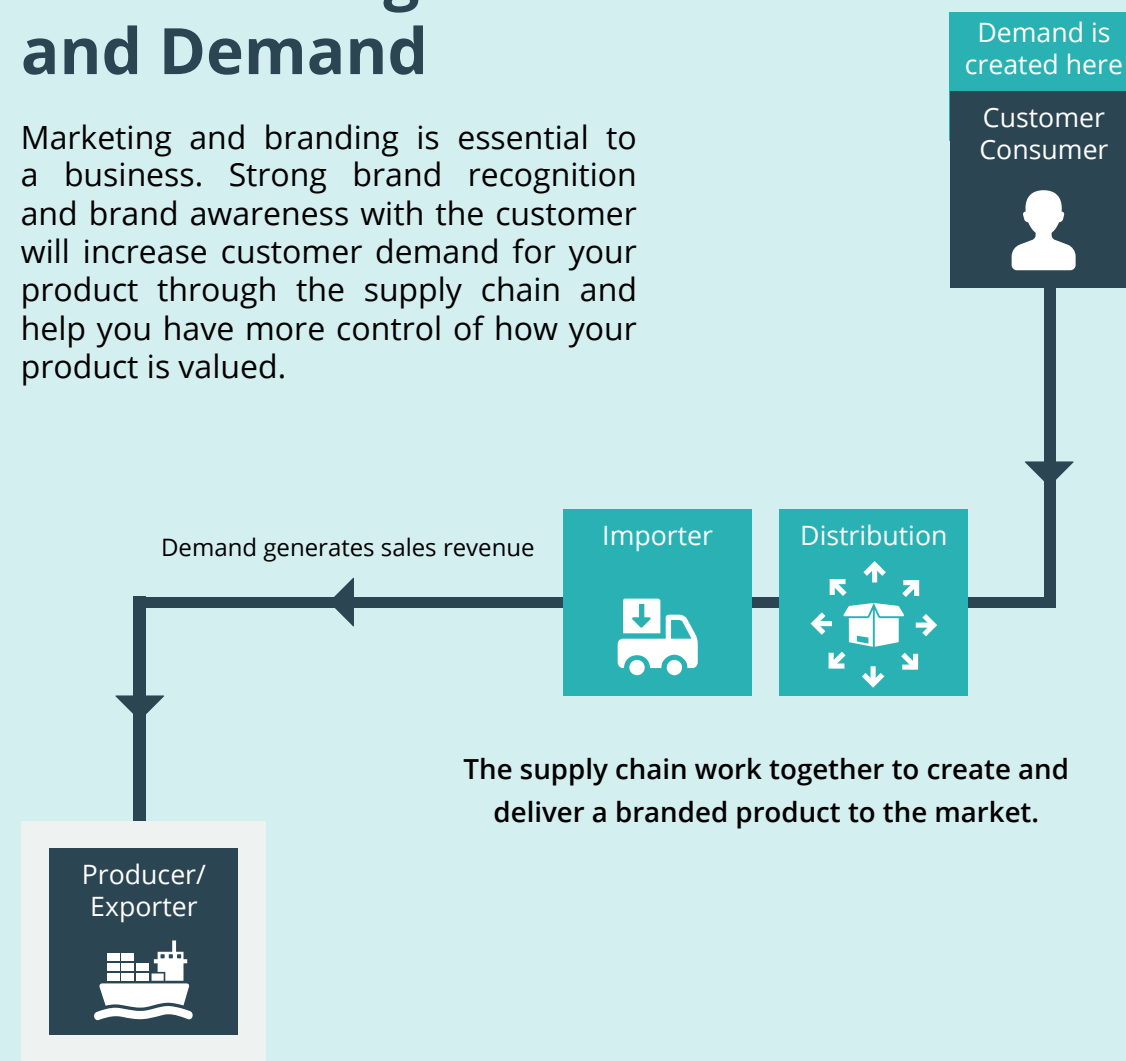 and Demand
Marketing and branding is essential to
a business. Strong brand recognition
and brand awareness with the customer
will increase customer demand for your
product through the supply chain and
help you have more control of how your
product is valued.
Demand is
created here
Customer
Consumer
Demand generates sales revenue
Importer
Distribution
The supply chain work together to create and
deliver a branded product to the market.
Producer/
Exporter